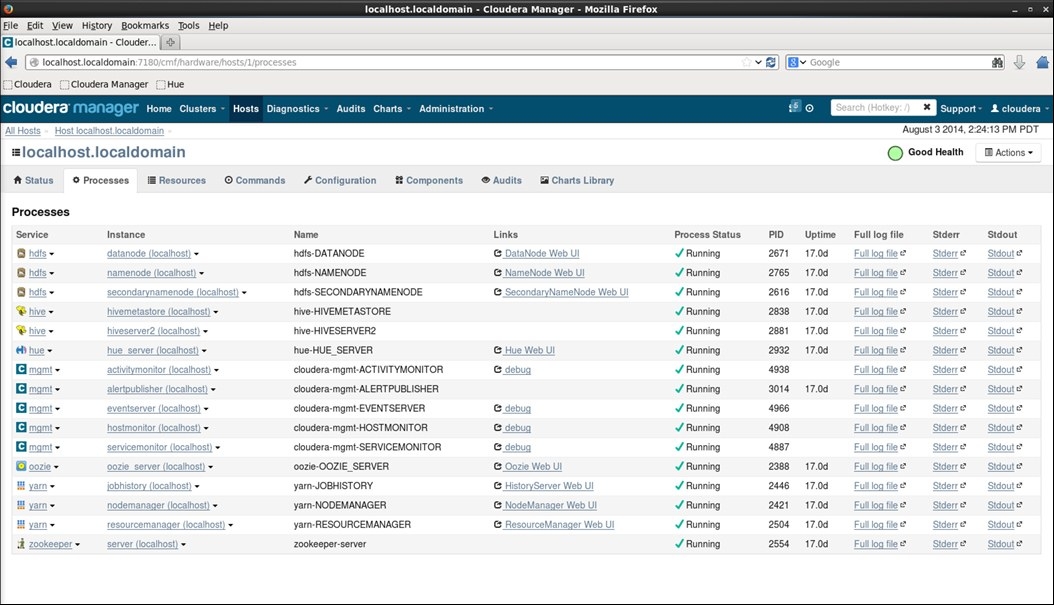 localhost.localdomain - Cloudera Manager - Mozilla Firefox
File Edit View History Bookmarks Tools Help
localhost.localdomain - Clouder...
localhost.localdomain:7180/cmf/hardware/hosts/1/processes Google
Cloudera Cloudera Manager Hue
cloudera manager Home Clusters Hosts Diagnostics Audits Charts Administration Search (Hotkey: /) Support cloudera
All Hosts Host localhost.localdomain August 3 2014, 2:24:13 PM PDT
localhost.localdomain Good Health Actions
Status Processes Resources Commands Configuration Components Audits Charts Library
Processes
Service Instance Name Links Process Status PID Uptime Full log file Stderr Stdout
hdfs datanode (localhost) hdfs-DATANODE DataNode Web UI Running 2671 17.0d Full log file Stderr Stdout
hdfs namenode (localhost) hdfs-NAMENODE NameNode Web UI Running 2765 17.0d Full log file Stderr Stdout
hdfs secondarynamenode (localhost) hdfs-SECONDARYNAMENODE SecondaryNameNode Web UI Running 2616 17.0d Full log file Stderr Stdout
hive hivemetastore (localhost) hive-HIVEMETASTORE Running 2838 17.0d Full log file Stderr Stdout
hive hiveserver2 (localhost) hive-HIVESERVER2 Running 2881 17.0d Full log file Stderr Stdout
hue hue_server (localhost) hue-HUE_SERVER Hue Web UI Running 2932 17.0d Full log file Stderr Stdout
mgmt activitymonitor (localhost) cloudera-mgmt-ACTIVITYMONITOR debug Running 4938 Full log file Stderr Stdout
mgmt alertpublisher (localhost) cloudera-mgmt-ALERTPUBLISHER Running 3014 17.0d Full log file Stderr Stdout
mgmt eventserver (localhost) cloudera-mgmt-EVENTSERVER debug Running 4966 Full log file Stderr Stdout
mgmt hostmonitor (localhost) cloudera-mgmt-HOSTMONITOR debug Running 4908 Full log file Stderr Stdout
mgmt servicemonitor (localhost) cloudera-mgmt-SERVICEMONITOR debug Running 4887 Full log file Stderr Stdout
oozie oozie_server (localhost) oozie-OOZIE_SERVER Oozie Web UI Running 2388 17.0d Full log file Stderr Stdout
yarn jobhistory (localhost) yarn-JOBHISTORY HistoryServer Web UI Running 2446 17.0d Full log file Stderr Stdout
yarn nodemanager (localhost) yarn-NODEMANAGER NodeManager Web UI Running 2421 17.0d Full log file Stderr Stdout
yarn resourcemanager (localhost) yarn-RESOURCEMANAGER ResourceManager Web UI Running 2504 17.0d Full log file Stderr Stdout
zookeeper server (localhost) zookeeper-server Running 2554 17.0d Full log file Stderr Stdout